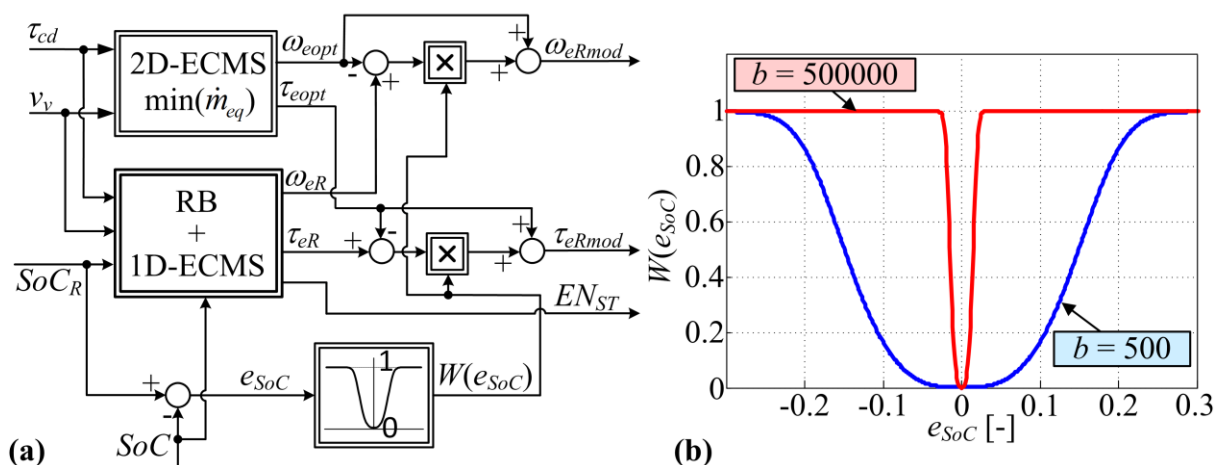 τcd
vv
2D-ECMS
min(ṁeq)
ωeopt
τeopt
-
+
×
+
+
ωeRmod
RB
+
1D-ECMS
ωeR
τeR
+
-
×
+
+
τeRmod
SoCR
ENST
+
-
eSoC
1
0
W(eSoC)
SoC
(a)
b = 500000
1
0.8
0.6
0.4
0.2
0
W(eSoC)
b = 500
-0.2 -0.1 0 0.1 0.2 0.3
eSoC [-]
(b)